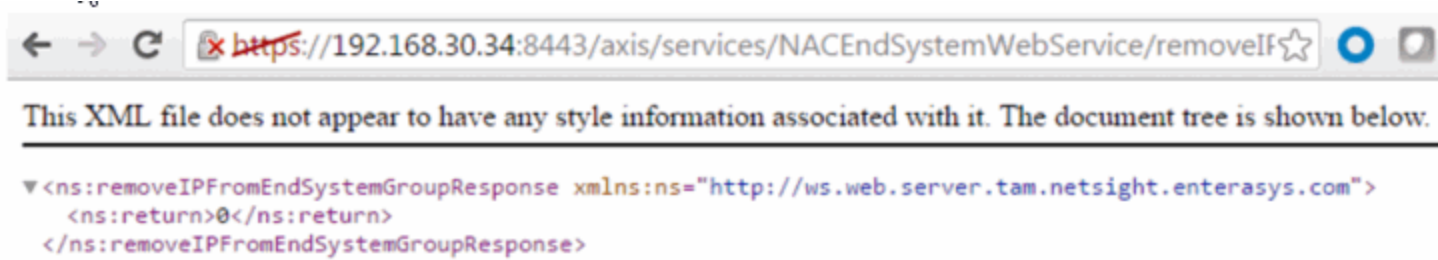 https://192.168.30.34:8443/axis/services/NACEndSystemWebService/removeIP
This XML file does not appear to have any style information associated with it. The document tree is shown below.
▼<ns:removeIPFromEndSystemGroupResponse xmlns:ns="http://ws.web.server.tam.netsight.enterasys.com">
<ns:return>0</ns:return>
</ns:removeIPFromEndSystemGroupResponse>